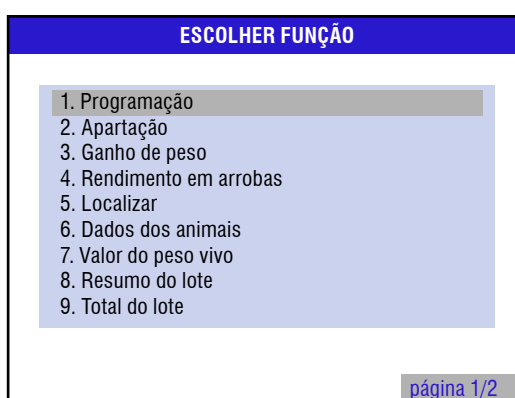 ESCOLHER FUNÇÃO
1. Programação
2. Apartação
3. Ganho de peso
4. Rendimento em arrobas
5. Localizar
6. Dados dos animais
7. Valor do peso vivo
8. Resumo do lote
9. Total do lote
página 1/2